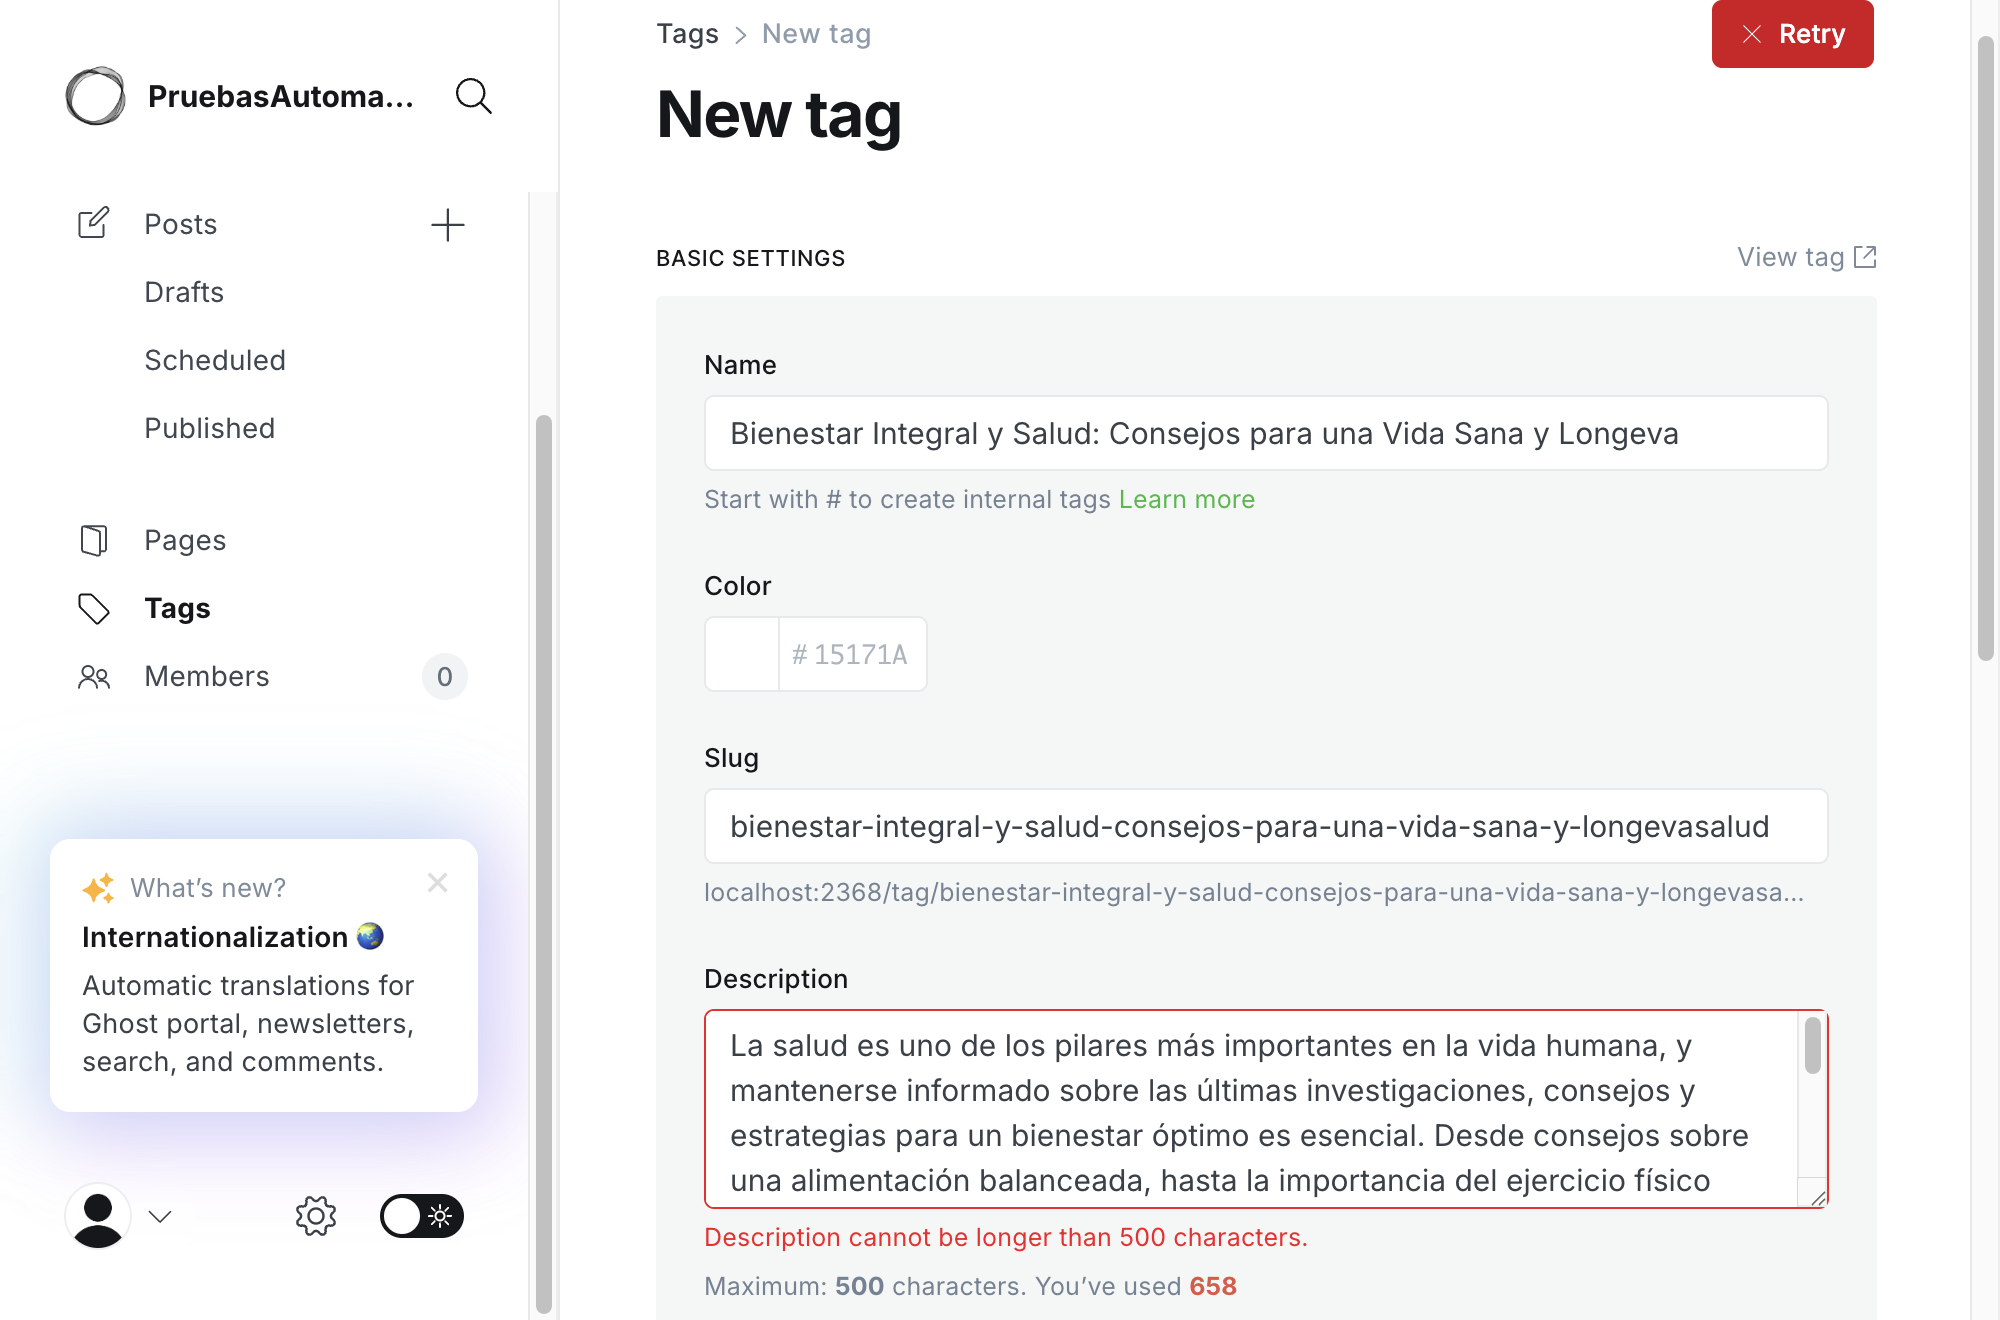 PruebasAutoma...
Posts
Drafts
Scheduled
Published
Pages
Tags
Members
0
What's new?
Internationalization
Automatic translations for
Ghost portal, newsletters,
search, and comments.
Tags > New tag
Retry
New tag
BASIC SETTINGS
View tag
Name
Bienestar Integral y Salud: Consejos para una Vida Sana y Longeva
Start with # to create internal tags Learn more
Color
# 15171A
Slug
bienestar-integral-y-salud-consejos-para-una-vida-sana-y-longevasalud
localhost:2368/tag/bienestar-integral-y-salud-consejos-para-una-vida-sana-y-longevasa...
Description
La salud es uno de los pilares más importantes en la vida humana, y
mantenerse informado sobre las últimas investigaciones, consejos y
estrategias para un bienestar óptimo es esencial. Desde consejos sobre
una alimentación balanceada, hasta la importancia del ejercicio físico
Description cannot be longer than 500 characters.
Maximum: 500 characters. You've used 658